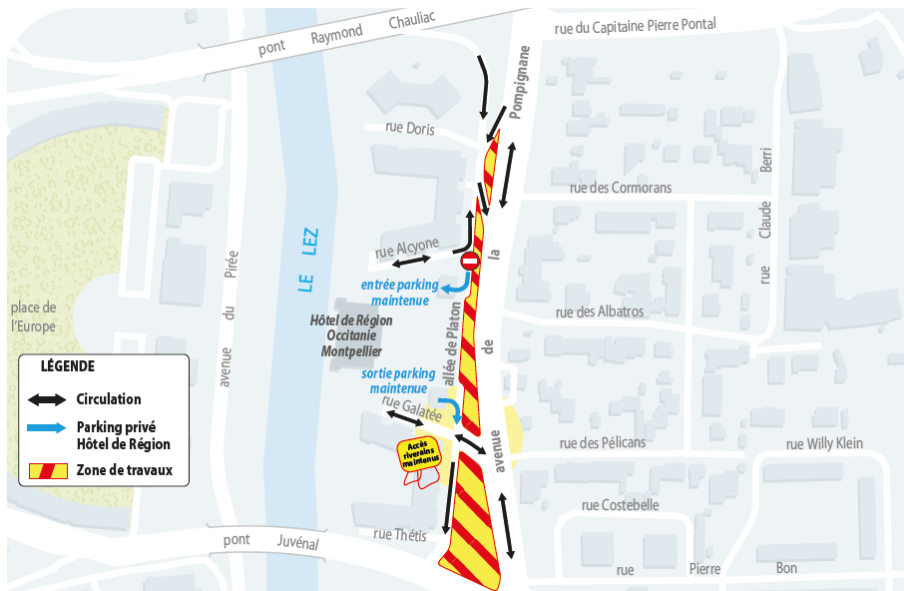 pont Raymond Chauliac
rue du Capitaine Pierre Pontal
Pompignane
la
de
avenue
rue Doris
rue des Cormorans
Berri
Claude
rue
LE LEZ
rue Alcyone
entrée parking
maintenue
allée de Platon
rue des Albatros
place de
l'Europe
avenue du Pirée
Hôtel de Région
Occitanie
Montpellier
sortie parking
maintenue
rue Galatée
Accès
riverains
maintenus
rue des Pélicans
rue Willy Klein
rue Costebelle
rue Thétis
pont Juvénal
rue Pierre Bon
LÉGENDE
Circulation
Parking privé
Hôtel de Région
Zone de travaux